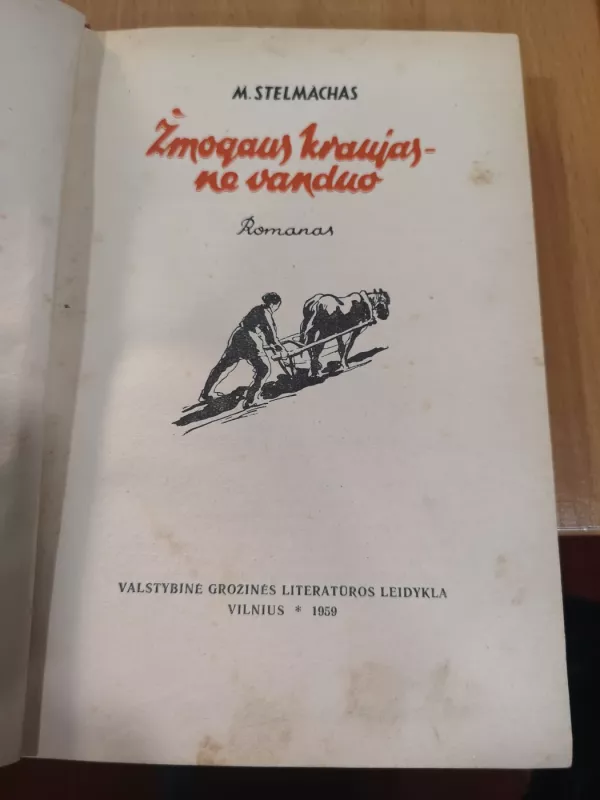 M. STELMACHAS
Žmogaus kraujas-
ne vanduo
Romanas
VALSTYBINĖ GROŽINĖS LITERATŪROS LEIDYKLA
VILNIUS * 1959